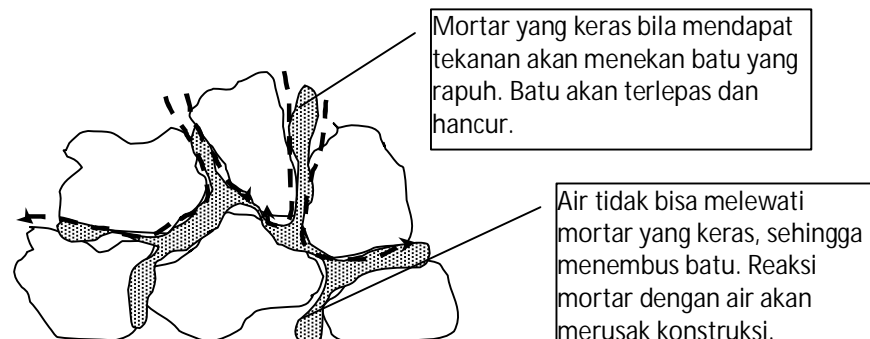 Mortar yang keras bila mendapat
tekanan akan menekan batu yang
rapuh. Batu akan terlepas dan
hancur.
Air tidak bisa melewati
mortar yang keras, sehingga
menembus batu. Reaksi
mortar dengan air akan
merusak konstruksi.